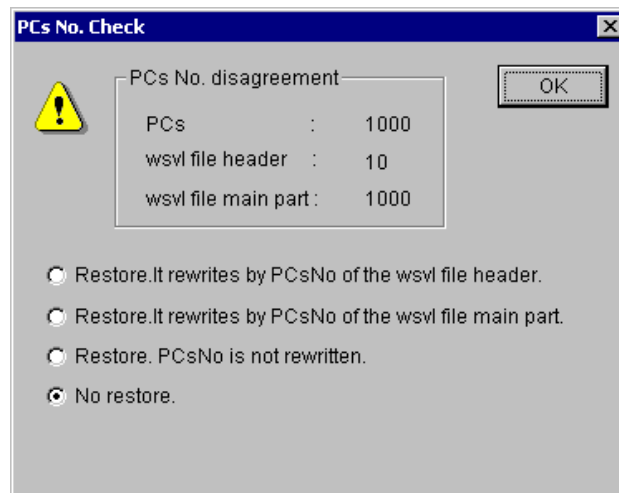 PCs No. Check
PCs No. disagreement
OK
PCs : 1000
wsvl file header : 10
wsvl file main part : 1000
Restore.It rewrites by PCsNo of the wsvl file header.
Restore.It rewrites by PCsNo of the wsvl file main part.
Restore. PCsNo is not rewritten.
No restore.